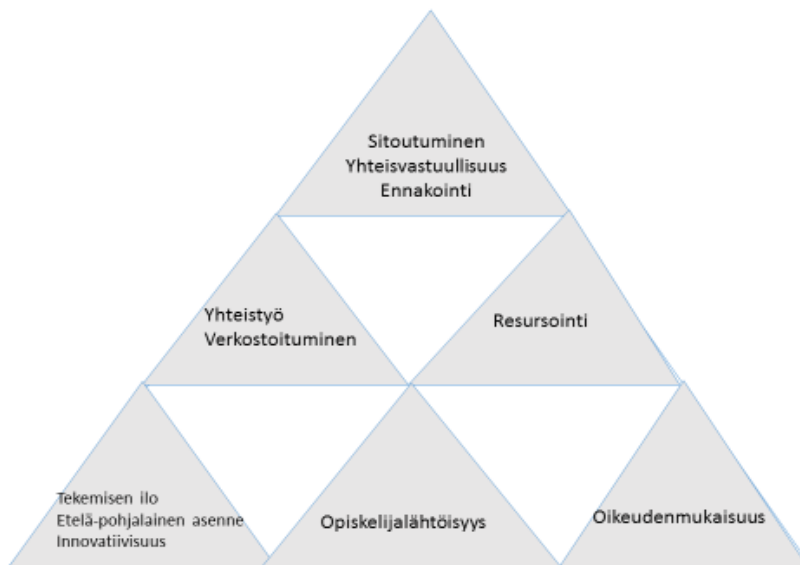 Sitoutuminen
Yhteisvastuullisuus
Ennakointi
Yhteistyö
Verkostoituminen
Resursointi
Tekemisen ilo
Etelä-pohjalainen asenne
Innovatiivisuus
Opiskelijalähtöisyys
Oikeudenmukaisuus